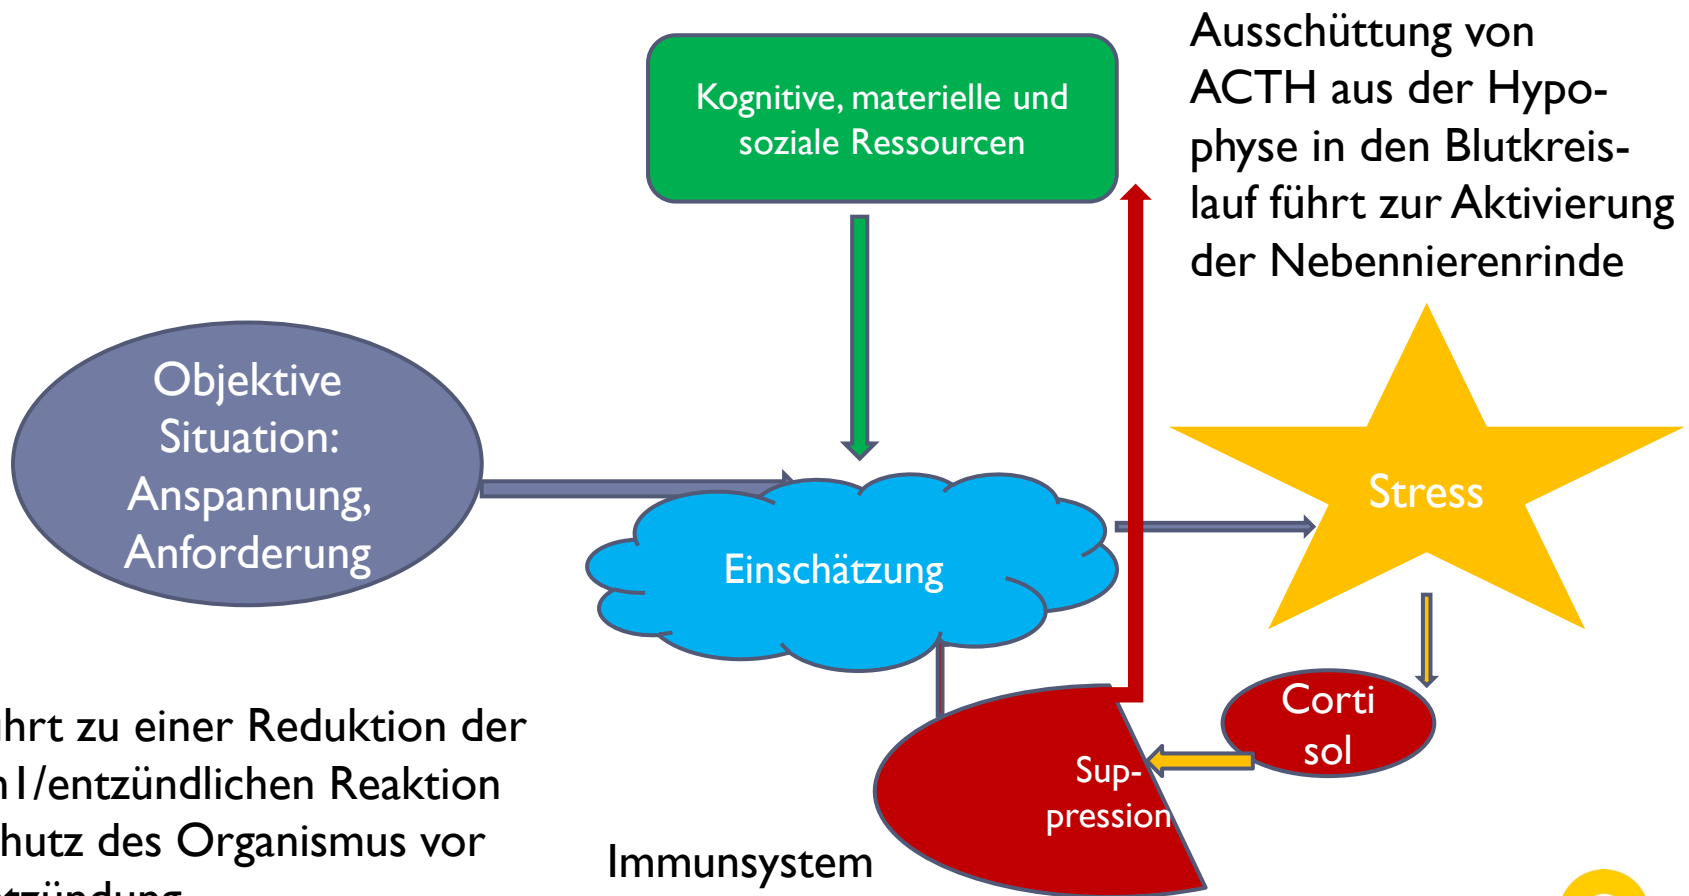 Ausschüttung von
ACTH aus der Hypo-
physe in den Blutkreis-
lauf führt zur Aktivierung
der Nebennierenrinde
Kognitive, materielle und
soziale Ressourcen
Objektive
Situation:
Anspannung,
Anforderung
Einschätzung
Stress
Corti
sol
Sup-
pression
zu einer Reduktion der
/entzündlichen Reaktion
des Organismus vor
Immunsystem